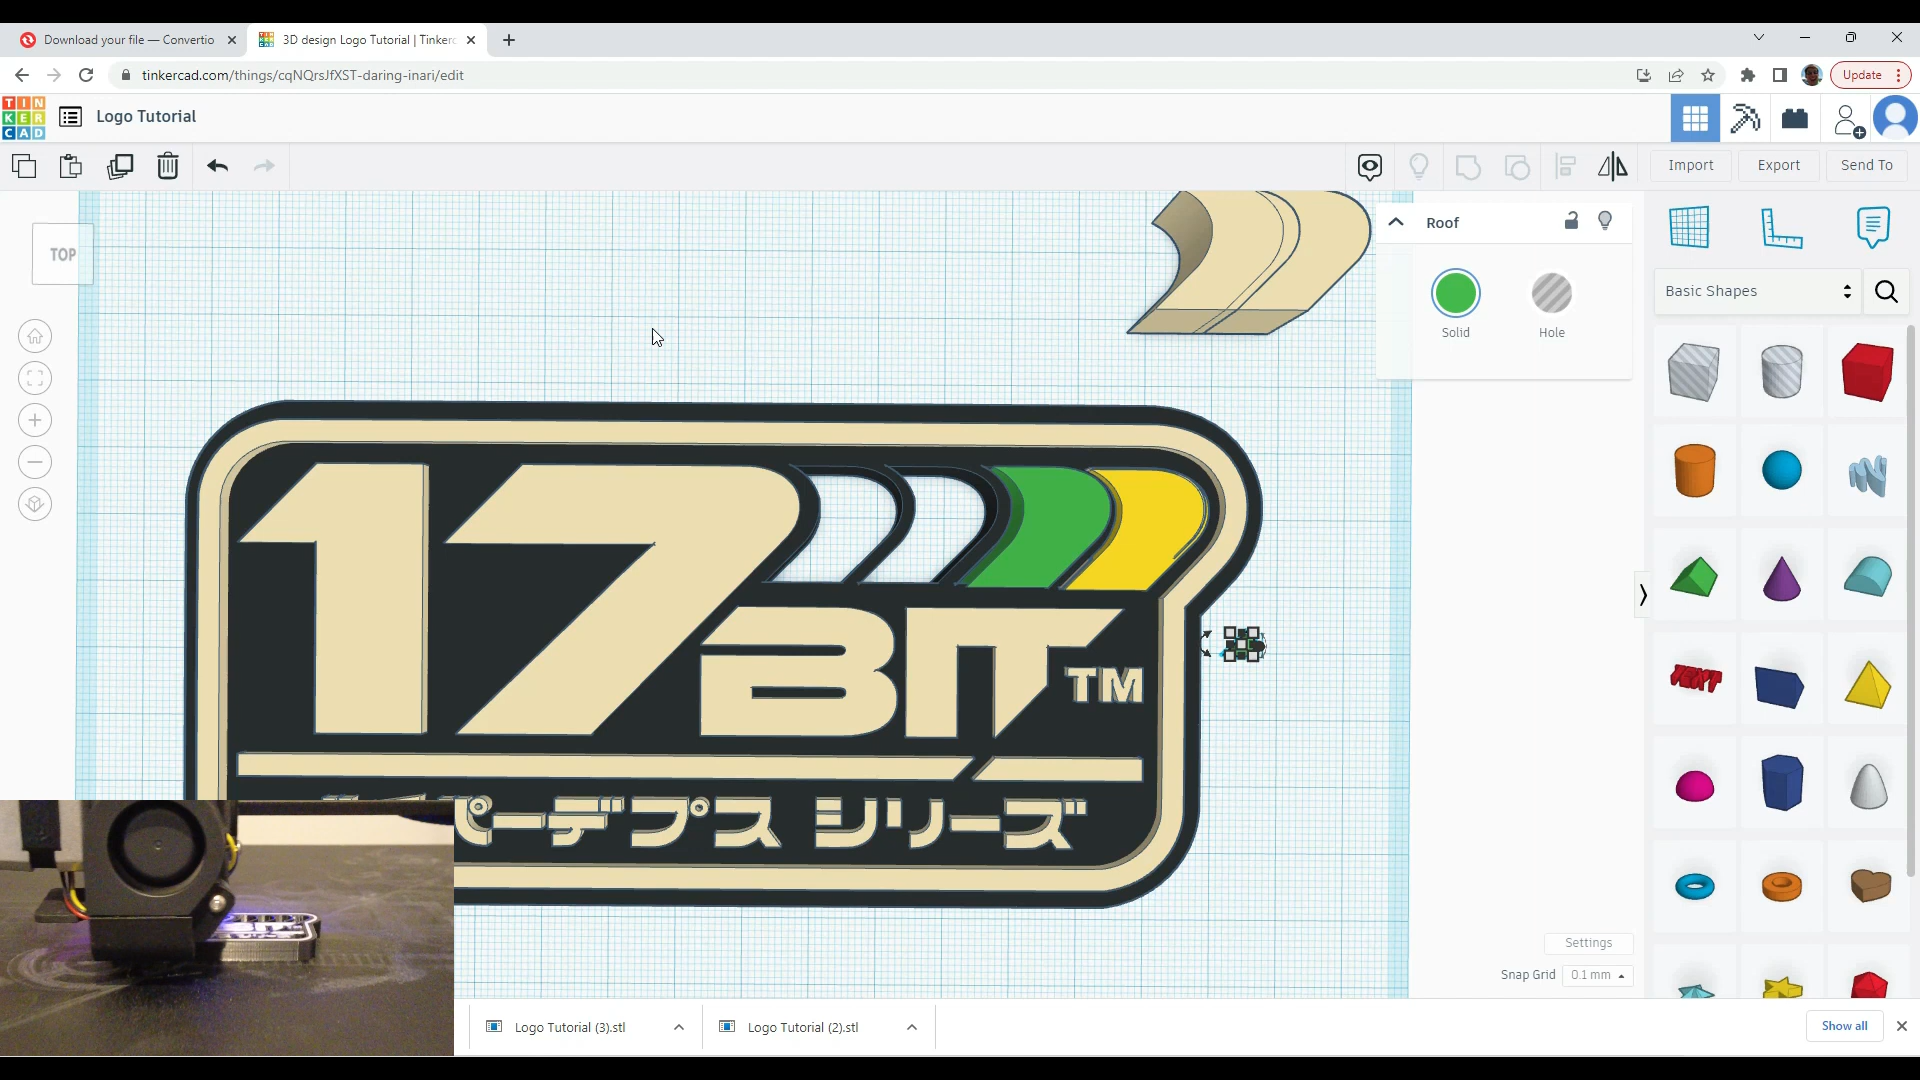 Download your file — Convertio
3D design Logo Tutorial | Tinkerc
tinkercad.com/things/cqNQrsJfXST-daring-inari/edit
Update
TIN
KER
CAD
Logo Tutorial
Import
Export
Send To
TOP
Roof
Solid
Hole
Basic Shapes
TEXT
17BIT
TM
ーデプス シリーズ
Settings
Snap Grid
0.1 mm
Logo Tutorial (3).stl
Logo Tutorial (2).stl
Show all